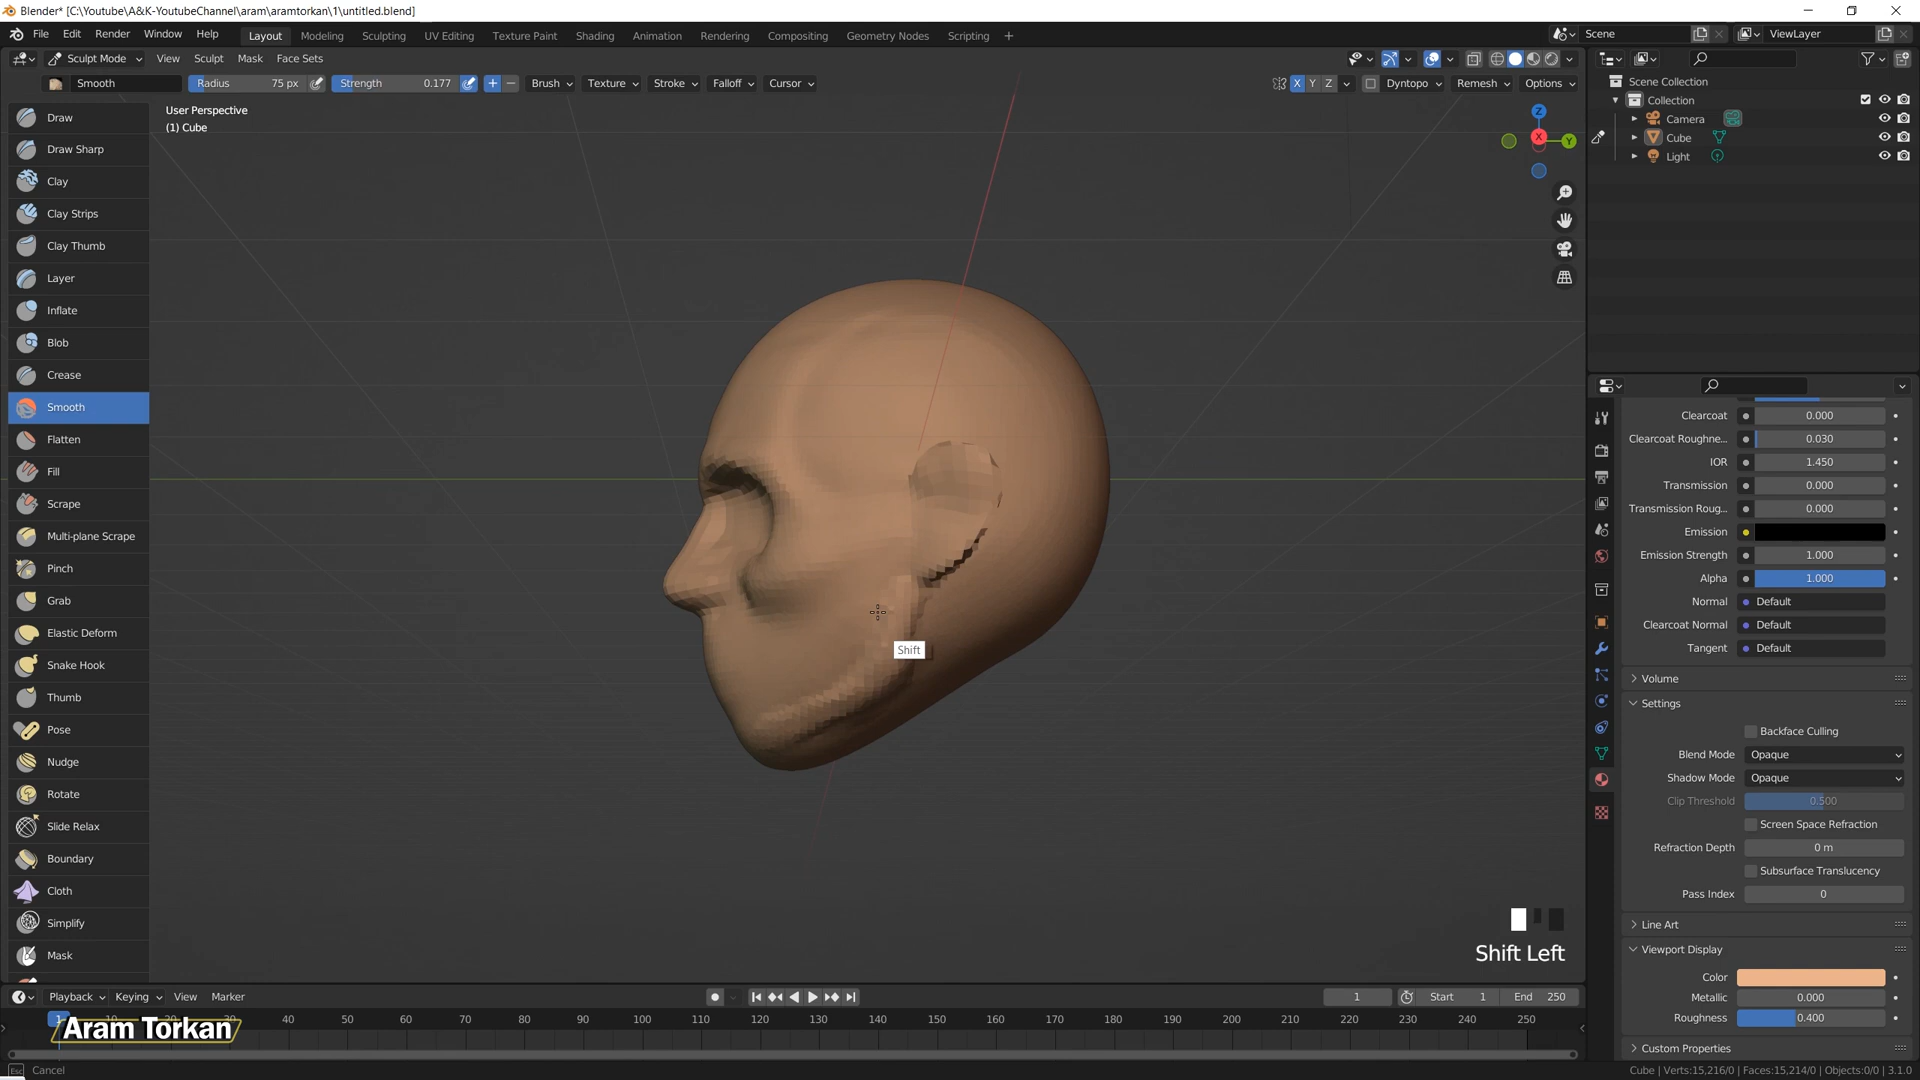 Blender* [C:\Youtube\A&K-YoutubeChannel\aram\aramtorkan\1\untitled.blend]
File Edit Render Window Help Layout Modeling Sculpting UV Editing Texture Paint Shading Animation Rendering Compositing Geometry Nodes Scripting + Scene ViewLayer
Sculpt Mode View Sculpt Mask Face Sets
Smooth Radius 75 px Strength 0.177 + − Brush Texture Stroke Falloff Cursor X Y Z Dyntopo Remesh Options
User Perspective
(1) Cube
Z
X
Y
Draw
Draw Sharp
Clay
Clay Strips
Clay Thumb
Layer
Inflate
Blob
Crease
Smooth
Flatten
Fill
Scrape
Multi-plane Scrape
Pinch
Grab
Elastic Deform
Snake Hook
Thumb
Pose
Nudge
Rotate
Slide Relax
Boundary
Cloth
Simplify
Mask
Shift
Shift Left
Scene Collection
Collection
Camera
Cube
Light
Clearcoat 0.000
Clearcoat Roughne... 0.030
IOR 1.450
Transmission 0.000
Transmission Roug... 0.000
Emission
Emission Strength 1.000
Alpha 1.000
Normal Default
Clearcoat Normal Default
Tangent Default
Volume
Settings
Backface Culling
Blend Mode Opaque
Shadow Mode Opaque
Clip Threshold 0.500
Screen Space Refraction
Refraction Depth 0 m
Subsurface Translucency
Pass Index 0
Line Art
Viewport Display
Color
Metallic 0.000
Roughness 0.400
Custom Properties
Playback Keying View Marker 1 Start 1 End 250
1 40 50 60 70 80 90 100 110 120 130 140 150 160 170 180 190 200 210 220 230 240 250
Aram Torkan
Esc Cancel
Cube | Verts:15,216/0 | Faces:15,214/0 | Objects:0/0 | 3.1.0